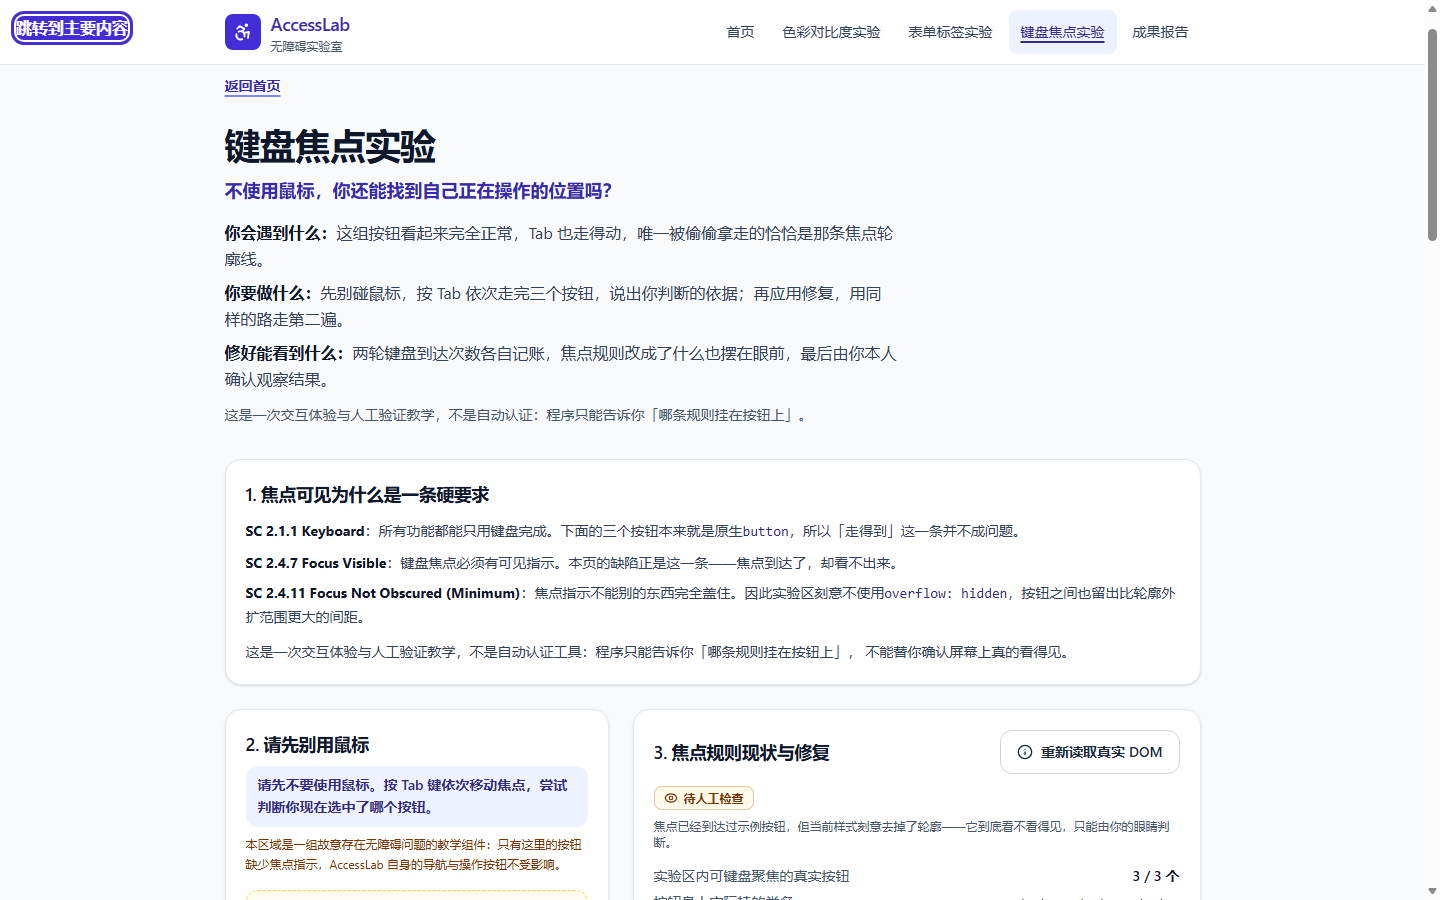 跳转到主要内容
AccessLab
无障碍实验室
首页
色彩对比度实验
表单标签实验
键盘焦点实验
成果报告
返回首页
键盘焦点实验
不使用鼠标，你还能找到自己正在操作的位置吗？
你会遇到什么：这组按钮看起来完全正常，Tab 也走得动，唯一被偷偷拿走的恰恰是那条焦点轮
廓线。
你要做什么：先别碰鼠标，按 Tab 依次走完三个按钮，说出你判断的依据；再应用修复，用同
样的路走第二遍。
修好能看到什么：两轮键盘到达次数各自记账，焦点规则改成了什么也摆在眼前，最后由你本人
确认观察结果。
这是一次交互体验与人工验证教学，不是自动认证：程序只能告诉你「哪条规则挂在按钮上」。
1. 焦点可见为什么是一条硬要求
SC 2.1.1 Keyboard：所有功能都能只用键盘完成。下面的三个按钮本来就是原生button，所以「走得到」这一条并不成问题。
SC 2.4.7 Focus Visible：键盘焦点必须有可见指示。本页的缺陷正是这一条——焦点到达了，却看不出来。
SC 2.4.11 Focus Not Obscured (Minimum)：焦点指示不能别的东西完全盖住。因此实验区刻意不使用overflow: hidden，按钮之间也留出比轮廓外
扩范围更大的间距。
这是一次交互体验与人工验证教学，不是自动认证工具：程序只能告诉你「哪条规则挂在按钮上」， 不能替你确认屏幕上真的看得见。
2. 请先别用鼠标
请先不要使用鼠标。按 Tab 键依次移动焦点，尝试
判断你现在选中了哪个按钮。
本区域是一组故意存在无障碍问题的教学组件：只有这里的按钮
缺少焦点指示，AccessLab 自身的导航与操作按钮不受影响。
3. 焦点规则现状与修复
重新读取真实 DOM
待人工检查
焦点已经到达过示例按钮，但当前样式刻意去掉了轮廓——它到底看不看得见，只能由你的眼睛判
断。
实验区内可键盘聚焦的真实按钮
3 / 3 个